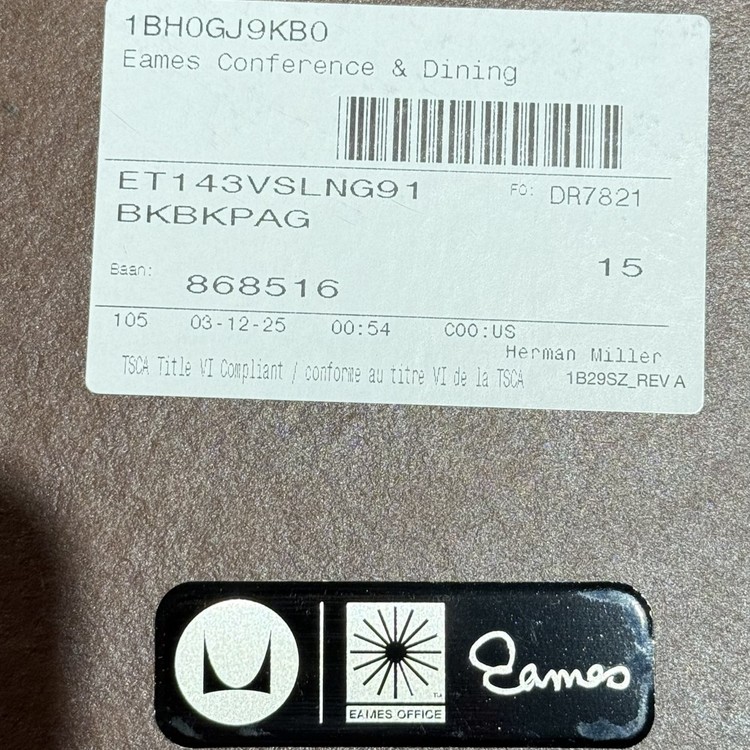 1BH0GJ9KB0
Eames Conference & Dining
ET143VSLNG91 FO: DR7821
BKBKPAG
15
Baan: 868516
105 03-12-25 00:54 COO:US
Herman Miller
TSCA Title VI Compliant / conforme au titre VI de la TSCA 1B29SZ_REV A
EAMES OFFICE
TM
Eames